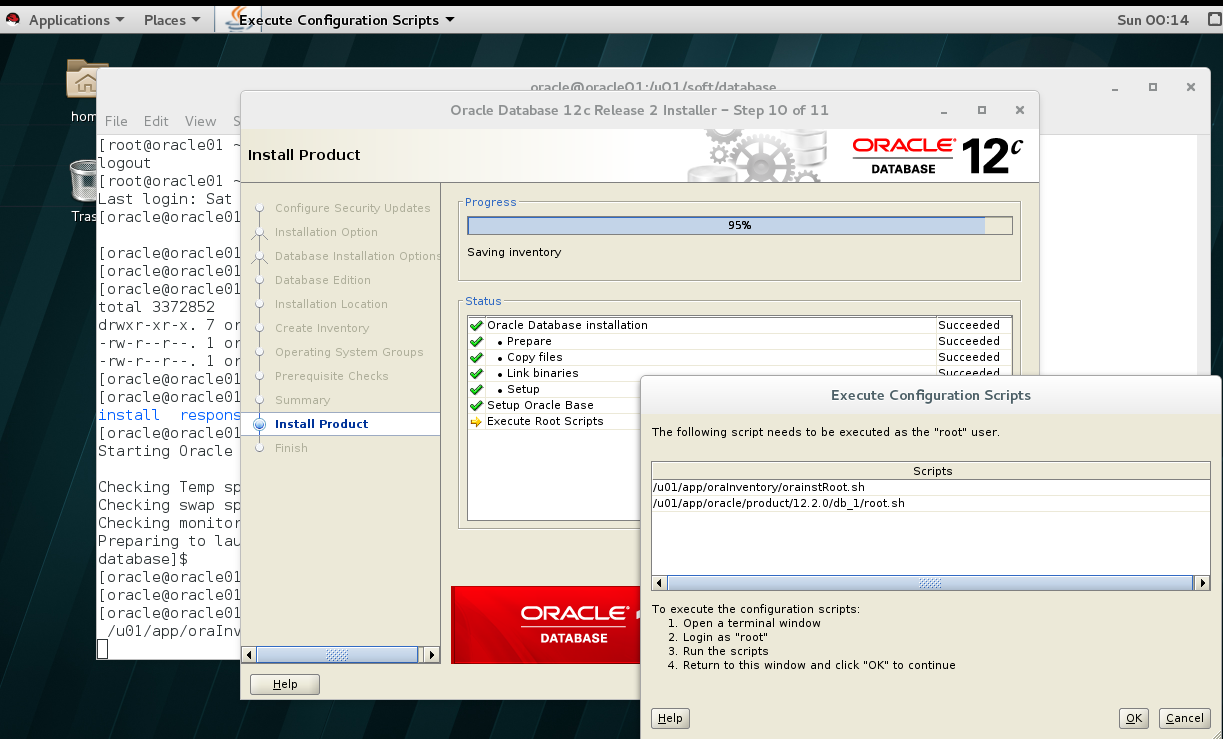 Applications Places Execute Configuration Scripts Sun 00:14
home
Trash
oracle@oracle01:/u01/soft/database
File Edit View S
[root@oracle01 ~
logout
[root@oracle01 ~
Last login: Sat
[oracle@oracle01
[oracle@oracle01
[oracle@oracle01
[oracle@oracle01
total 3372852
drwxr-xr-x. 7 or
-rw-r--r--. 1 or
-rw-r--r--. 1 or
[oracle@oracle01
[oracle@oracle01
install respons
[oracle@oracle01
Starting Oracle
Checking Temp sp
Checking swap sp
Checking monitor
Preparing to lau
database]$
[oracle@oracle01
[oracle@oracle01
[oracle@oracle01
/u01/app/oraInv
Oracle Database 12c Release 2 Installer - Step 10 of 11
Install Product
ORACLE
DATABASE
12c
Configure Security Updates
Installation Option
Database Installation Options
Database Edition
Installation Location
Create Inventory
Operating System Groups
Prerequisite Checks
Summary
Install Product
Finish
Progress
95%
Saving inventory
Status
Oracle Database installation Succeeded
• Prepare Succeeded
• Copy files Succeeded
• Link binaries Succeeded
• Setup
Setup Oracle Base
Execute Root Scripts
ORACLE
DATABASE
Help
Execute Configuration Scripts
The following script needs to be executed as the "root" user.
Scripts
/u01/app/oraInventory/orainstRoot.sh
/u01/app/oracle/product/12.2.0/db_1/root.sh
To execute the configuration scripts:
1. Open a terminal window
2. Login as "root"
3. Run the scripts
4. Return to this window and click "OK" to continue
Help OK Cancel